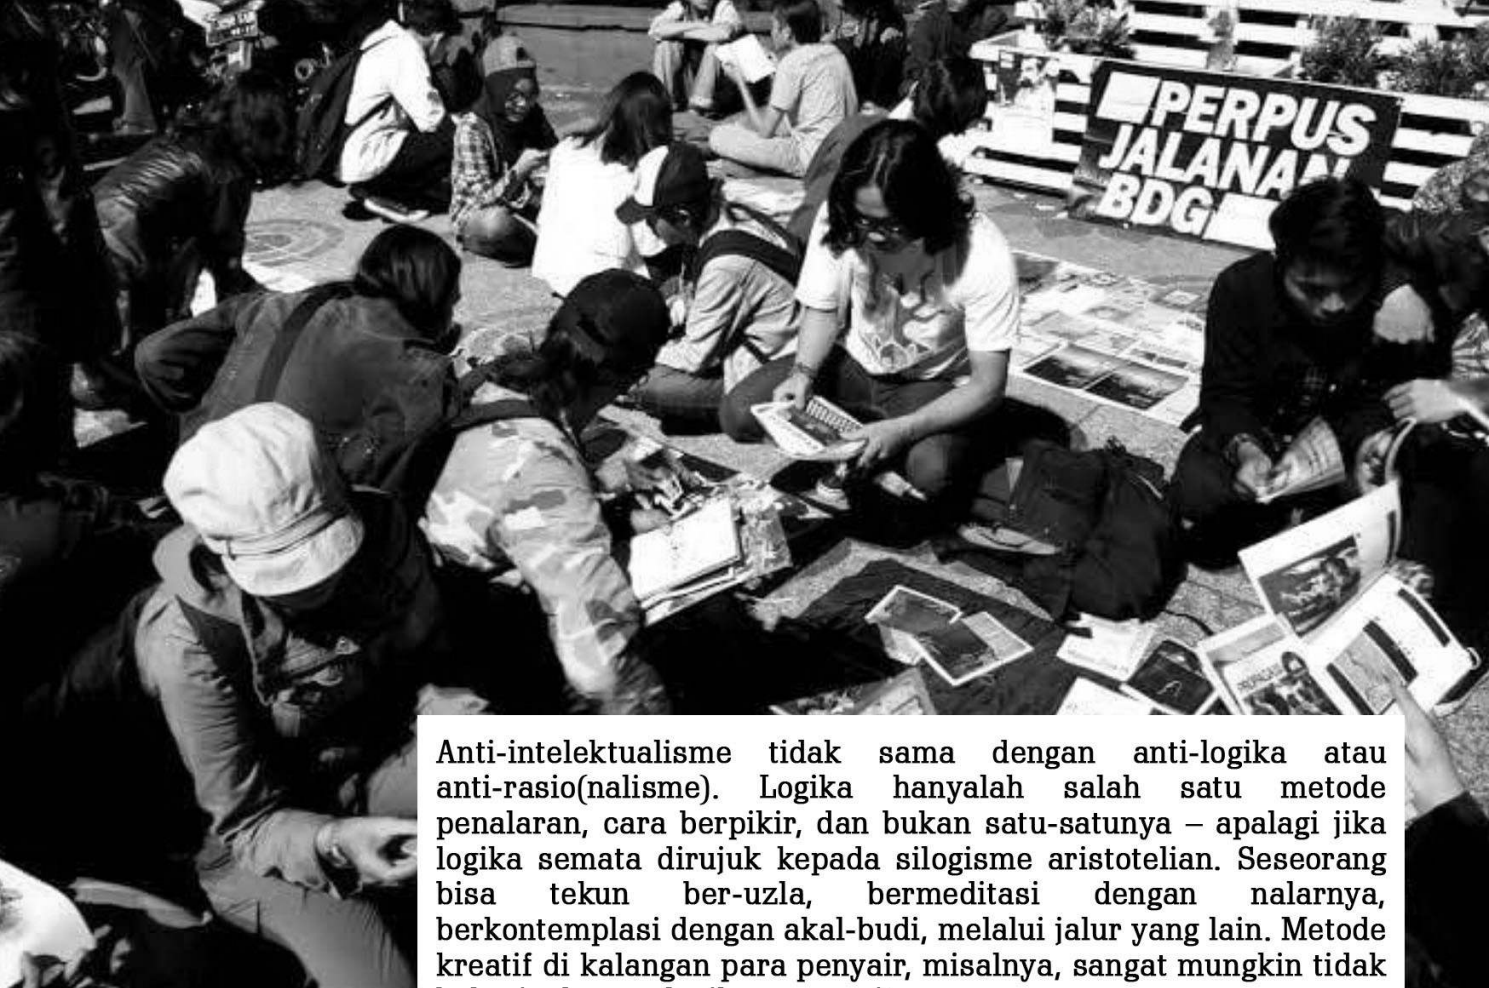 PERPUS
JALANAN
BDG
Anti-intelektualisme tidak sama dengan anti-logika atau
anti-rasio(nalisme). Logika hanyalah salah satu metode
penalaran, cara berpikir, dan bukan satu-satunya – apalagi jika
logika semata dirujuk kepada silogisme aristotelian. Seseorang
bisa tekun ber-uzla, bermeditasi dengan nalarnya,
berkontemplasi dengan akal-budi, melalui jalur yang lain. Metode
kreatif di kalangan para penyair, misalnya, sangat mungkin tidak